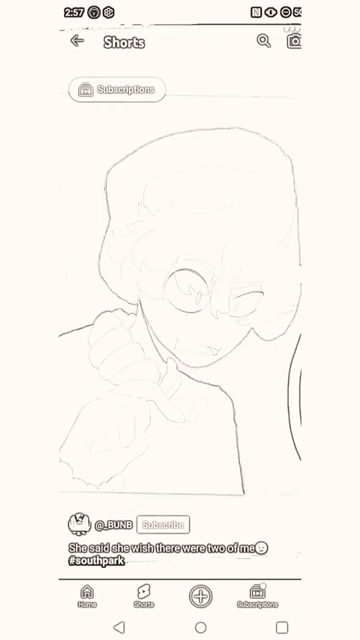 2:57
Shorts
Subscriptions
@_BUNB
Subscribe
She said she wish there were two of me
#southpark
Home
Shorts
Subscriptions